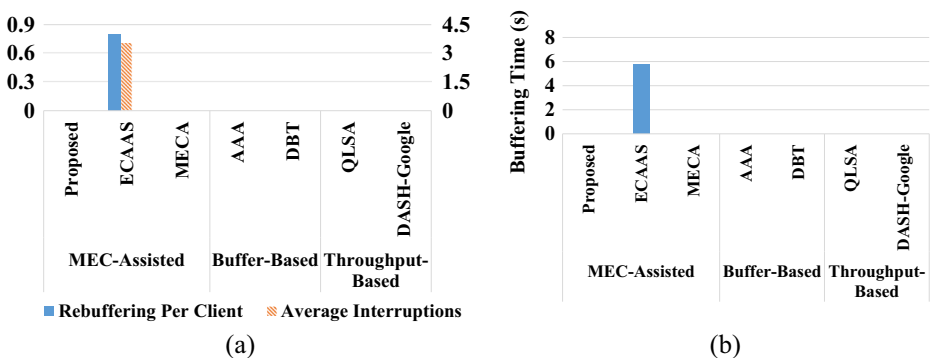 0.9
0.6
0.3
0
4.5
3
1.5
0
Proposed
ECAAS
MECA
AAA
DBT
QLSA
DASH-Google
MEC-Assisted
Buffer-Based
Throughput-
Based
Rebuffering Per Client
Average Interruptions
(a)
Buffering Time (s)
8
6
4
2
0
Proposed
ECAAS
MECA
AAA
DBT
QLSA
DASH-Google
MEC-Assisted
Buffer-Based
Throughput-
Based
(b)